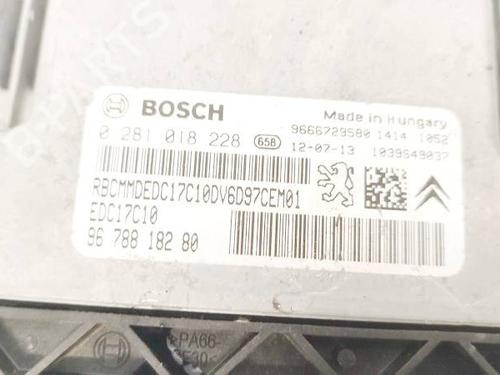 BOSCH
Made in Hungary
0 281 018 228 658
9666729580 1414 1052
12-07-13 1039S49037
RBCMMDEDC17C10DV6D97CEM01
EDC17C10
96 788 182 80
>PA66-